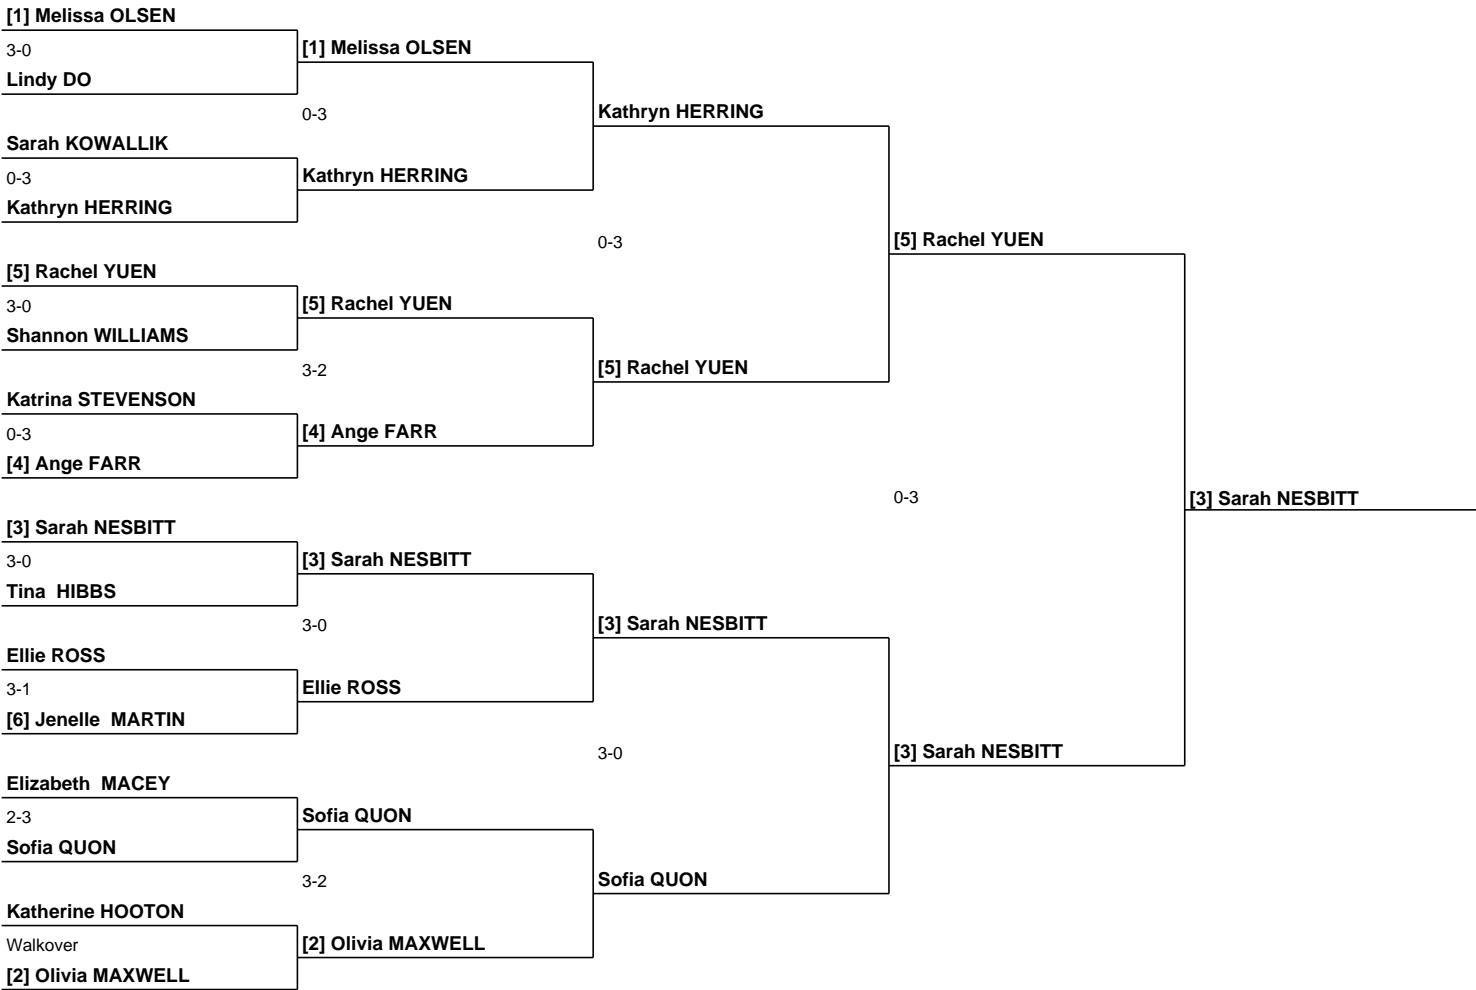 [1] Melissa OLSEN
3-0
Lindy DO
Sarah KOWALLIK
0-3
Kathryn HERRING
[5] Rachel YUEN
3-0
Shannon WILLIAMS
Katrina STEVENSON
0-3
[4] Ange FARR
[3] Sarah NESBITT
3-0
Tina  HIBBS
Ellie ROSS
3-1
[6] Jenelle  MARTIN
Elizabeth  MACEY
2-3
Sofia QUON
Katherine HOOTON
Walkover
[2] Olivia MAXWELL
[1] Melissa OLSEN
0-3
Kathryn HERRING
[5] Rachel YUEN
3-2
[4] Ange FARR
[3] Sarah NESBITT
3-0
Ellie ROSS
Sofia QUON
3-2
[2] Olivia MAXWELL
Kathryn HERRING
0-3
[5] Rachel YUEN
[3] Sarah NESBITT
3-0
Sofia QUON
[5] Rachel YUEN
0-3
[3] Sarah NESBITT
[3] Sarah NESBITT